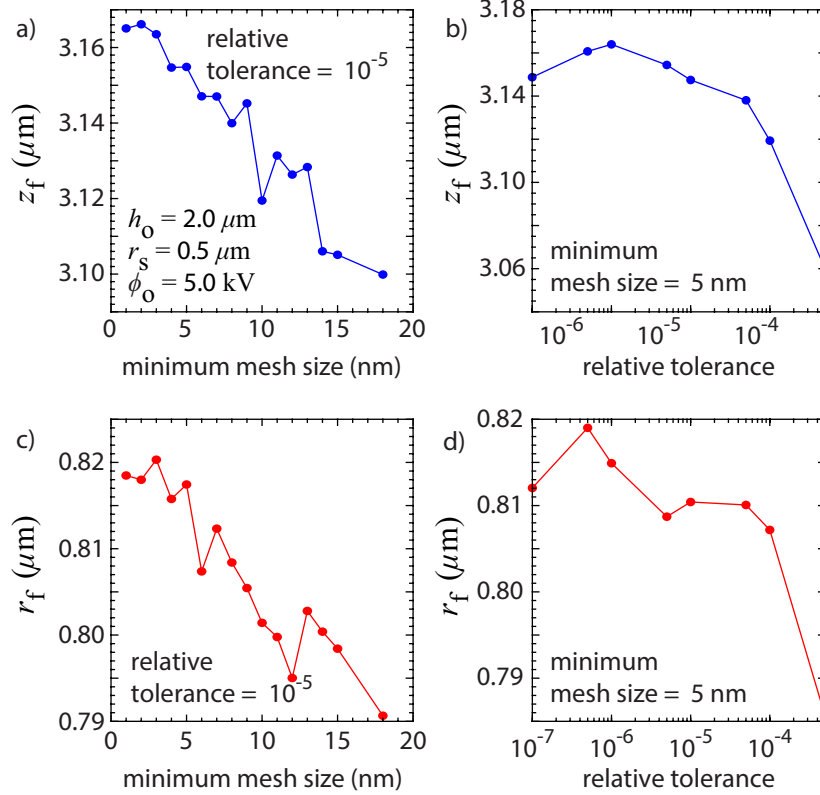 a)
relative
tolerance = 10⁻⁵
z_f (μm)
3.16
3.14
3.12
3.10
h_o = 2.0 μm
r_s = 0.5 μm
ϕ_o = 5.0 kV
0 5 10 15 20
minimum mesh size (nm)
b)
z_f (μm)
3.18
3.14
3.10
3.06
minimum
mesh size = 5 nm
10⁻⁶ 10⁻⁵ 10⁻⁴
relative tolerance
c)
r_f (μm)
0.82
0.81
0.80
0.79
relative
tolerance = 10⁻⁵
0 5 10 15 20
minimum mesh size (nm)
d)
r_f (μm)
0.82
0.81
0.80
0.79
minimum
mesh size = 5 nm
10⁻⁷ 10⁻⁶ 10⁻⁵ 10⁻⁴
relative tolerance